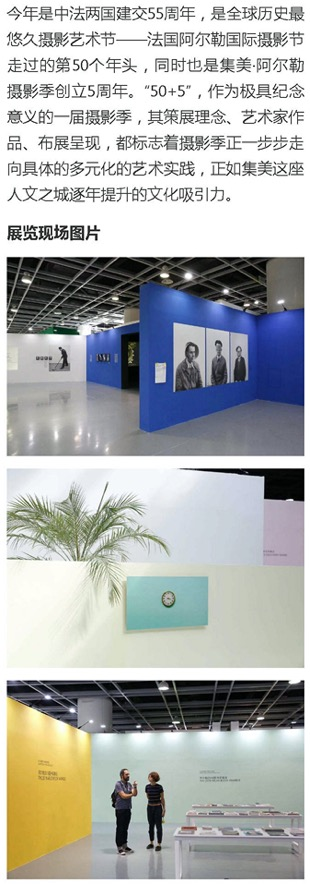 今年是中法两国建交55周年，是全球历史最
悠久摄影艺术节——法国阿尔勒国际摄影节
走过的第50个年头，同时也是集美·阿尔勒
摄影季创立5周年。“50+5”，作为极具纪念
意义的一届摄影季，其策展理念、艺术家作
品、布展呈现，都标志着摄影季正一步步走
向具体的多元化的艺术实践，正如集美这座
人文之城逐年提升的文化吸引力。
展览现场图片